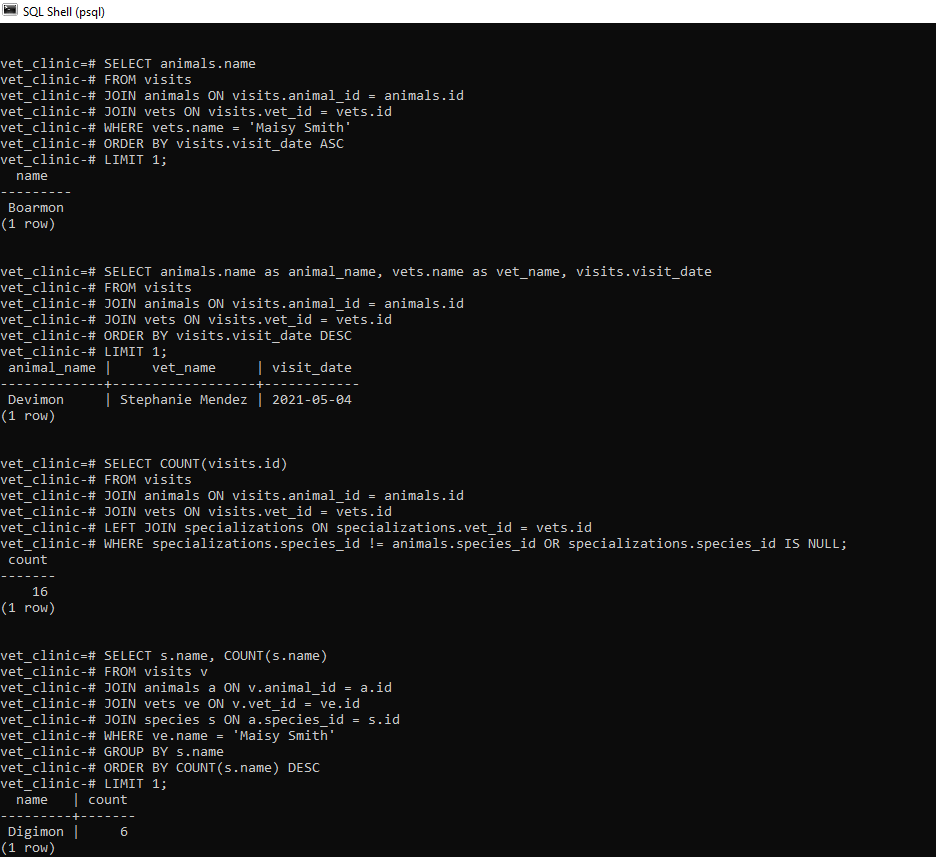 SQL Shell (psql)
vet_clinic=# SELECT animals.name
vet_clinic-# FROM visits
vet_clinic-# JOIN animals ON visits.animal_id = animals.id
vet_clinic-# JOIN vets ON visits.vet_id = vets.id
vet_clinic-# WHERE vets.name = 'Maisy Smith'
vet_clinic-# ORDER BY visits.visit_date ASC
vet_clinic-# LIMIT 1;
  name
---------
 Boarmon
(1 row)
vet_clinic=# SELECT animals.name as animal_name, vets.name as vet_name, visits.visit_date
vet_clinic-# FROM visits
vet_clinic-# JOIN animals ON visits.animal_id = animals.id
vet_clinic-# JOIN vets ON visits.vet_id = vets.id
vet_clinic-# ORDER BY visits.visit_date DESC
vet_clinic-# LIMIT 1;
 animal_name |     vet_name     | visit_date
-------------+------------------+------------
 Devimon     | Stephanie Mendez | 2021-05-04
(1 row)
vet_clinic=# SELECT COUNT(visits.id)
vet_clinic-# FROM visits
vet_clinic-# JOIN animals ON visits.animal_id = animals.id
vet_clinic-# JOIN vets ON visits.vet_id = vets.id
vet_clinic-# LEFT JOIN specializations ON specializations.vet_id = vets.id
vet_clinic-# WHERE specializations.species_id != animals.species_id OR specializations.species_id IS NULL;
 count
-------
    16
(1 row)
vet_clinic=# SELECT s.name, COUNT(s.name)
vet_clinic-# FROM visits v
vet_clinic-# JOIN animals a ON v.animal_id = a.id
vet_clinic-# JOIN vets ve ON v.vet_id = ve.id
vet_clinic-# JOIN species s ON a.species_id = s.id
vet_clinic-# WHERE ve.name = 'Maisy Smith'
vet_clinic-# GROUP BY s.name
vet_clinic-# ORDER BY COUNT(s.name) DESC
vet_clinic-# LIMIT 1;
  name   | count
---------+-------
 Digimon |     6
(1 row)